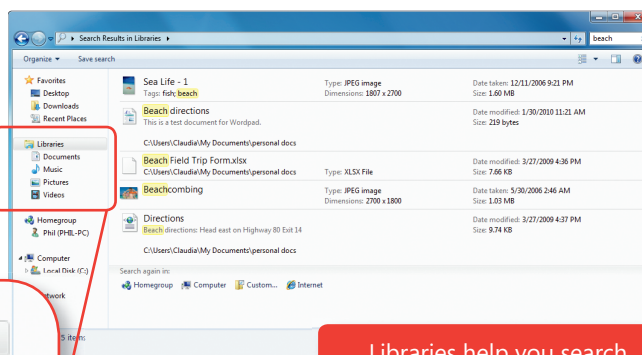 Search Results in Libraries
beach
Organize
Save search
Favorites
Desktop
Downloads
Recent Places
Libraries
Documents
Music
Pictures
Videos
Homegroup
Phil (PHIL-PC)
Computer
Local Disk (C:)
5 items
Sea Life - 1
Tags: fish; beach
Type: JPEG image
Dimensions: 1807 x 2700
Date taken: 12/11/2006 9:21 PM
Size: 1.60 MB
Beach directions
This is a test document for Wordpad.
C:\Users\Claudia\My Documents\personal docs
Date modified: 1/30/2010 11:21 AM
Size: 219 bytes
Beach Field Trip Form.xlsx
C:\Users\Claudia\My Documents\personal docs
Type: XLSX File
Date modified: 3/27/2009 4:36 PM
Size: 7.66 KB
Beachcombing
Type: JPEG image
Dimensions: 2700 x 1800
Date taken: 5/30/2006 2:46 AM
Size: 1.03 MB
Directions
Beach directions: Head east on Highway 80 Exit 14
C:\Users\Claudia\My Documents\personal docs
Date modified: 3/27/2009 4:37 PM
Size: 9.74 KB
Search again in:
Homegroup
Computer
Custom...
Internet
Libraries help you search